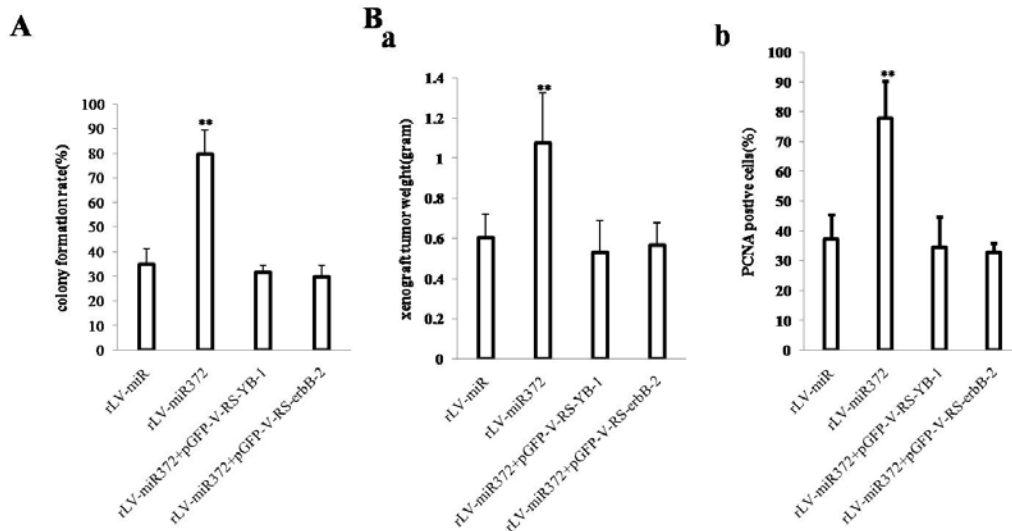 A
colony formation rate(%)
100
90
80
70
60
50
40
30
20
10
0
**
rLV-miR
rLV-miR372
rLV-miR372+pGFP-V-RS-YB-1
rLV-miR372+pGFP-V-RS-erbB-2
B
a
xenograft tumor weight(gram)
1.4
1.2
1
0.8
0.6
0.4
0.2
0
**
rLV-miR
rLV-miR372
rLV-miR372+pGFP-V-RS-YB-1
rLV-miR372+pGFP-V-RS-erbB-2
b
PCNA postive cells(%)
100
90
80
70
60
50
40
30
20
10
0
**
rLV-miR
rLV-miR372
rLV-miR372+pGFP-V-RS-YB-1
rLV-miR372+pGFP-V-RS-erbB-2